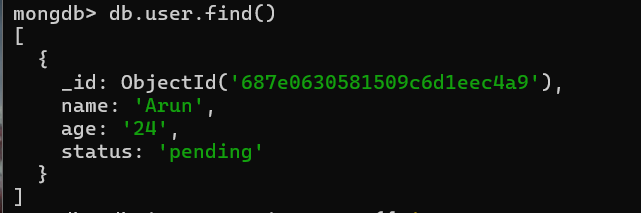 mongdb> db.user.find()
[
  {
    _id: ObjectId('687e0630581509c6d1eec4a9'),
    name: 'Arun',
    age: '24',
    status: 'pending'
  }
]